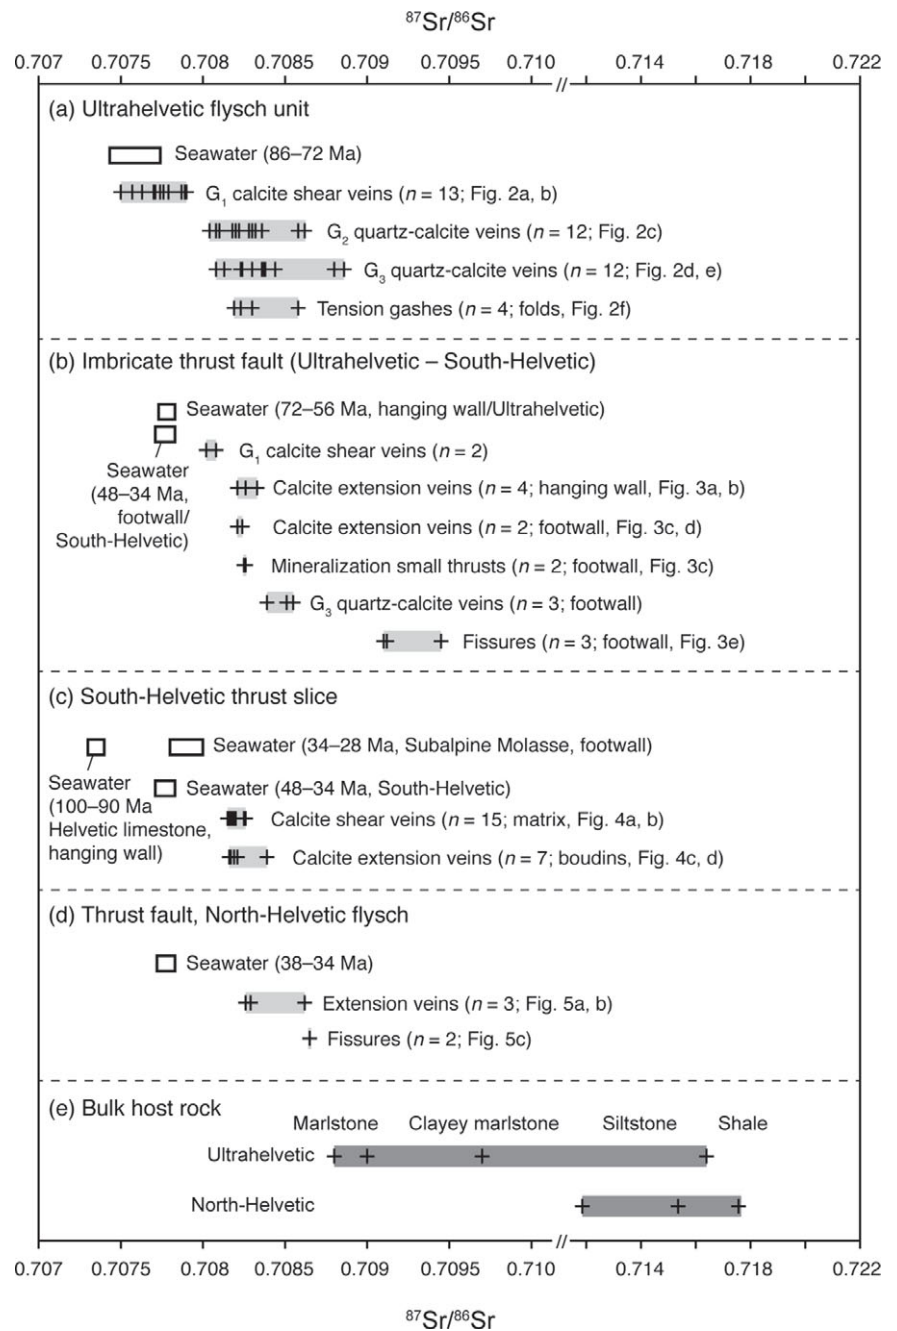 ⁸⁷Sr/⁸⁶Sr
0.707 0.7075 0.708 0.7085 0.709 0.7095 0.710 // 0.714 0.718 0.722
(a) Ultrahelvetic flysch unit
Seawater (86–72 Ma)
G₁ calcite shear veins (n = 13; Fig. 2a, b)
G₂ quartz-calcite veins (n = 12; Fig. 2c)
G₃ quartz-calcite veins (n = 12; Fig. 2d, e)
Tension gashes (n = 4; folds, Fig. 2f)
(b) Imbricate thrust fault (Ultrahelvetic – South-Helvetic)
Seawater (72–56 Ma, hanging wall/Ultrahelvetic)
Seawater
(48–34 Ma,
footwall/
South-Helvetic)
G₁ calcite shear veins (n = 2)
Calcite extension veins (n = 4; hanging wall, Fig. 3a, b)
Calcite extension veins (n = 2; footwall, Fig. 3c, d)
Mineralization small thrusts (n = 2; footwall, Fig. 3c)
G₃ quartz-calcite veins (n = 3; footwall)
Fissures (n = 3; footwall, Fig. 3e)
(c) South-Helvetic thrust slice
Seawater (34–28 Ma, Subalpine Molasse, footwall)
Seawater
(100–90 Ma
Helvetic limestone,
hanging wall)
Seawater (48–34 Ma, South-Helvetic)
Calcite shear veins (n = 15; matrix, Fig. 4a, b)
Calcite extension veins (n = 7; boudins, Fig. 4c, d)
(d) Thrust fault, North-Helvetic flysch
Seawater (38–34 Ma)
Extension veins (n = 3; Fig. 5a, b)
Fissures (n = 2; Fig. 5c)
(e) Bulk host rock
Marlstone Clayey marlstone Siltstone Shale
Ultrahelvetic
North-Helvetic
0.707 0.7075 0.708 0.7085 0.709 0.7095 0.710 // 0.714 0.718 0.722
⁸⁷Sr/⁸⁶Sr